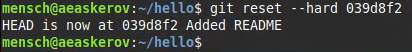 mensch@aeaskerov:~/hello$ git reset --hard 039d8f2
HEAD is now at 039d8f2 Added README
mensch@aeaskerov:~/hello$